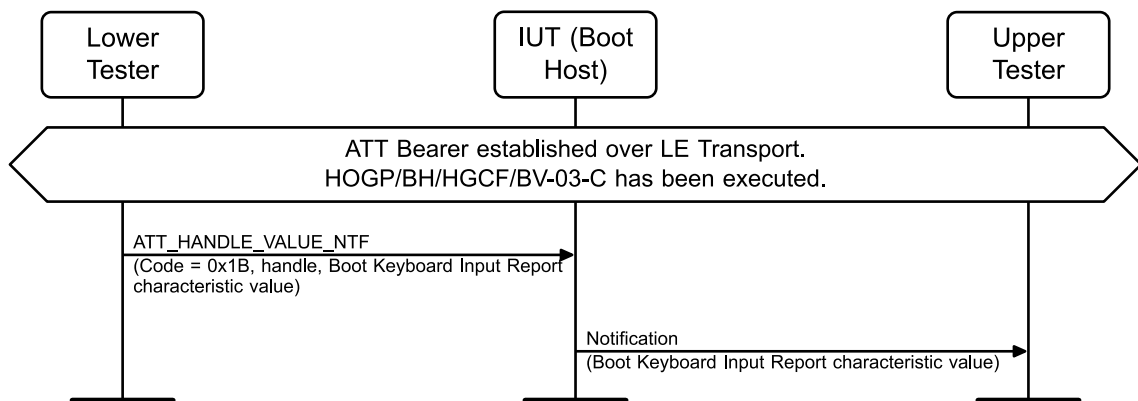 Lower
Tester
IUT (Boot
Host)
Upper
Tester
ATT Bearer established over LE Transport.
HOGP/BH/HGCF/BV-03-C has been executed.
ATT_HANDLE_VALUE_NTF
(Code = 0x1B, handle, Boot Keyboard Input Report
characteristic value)
Notification
(Boot Keyboard Input Report characteristic value)